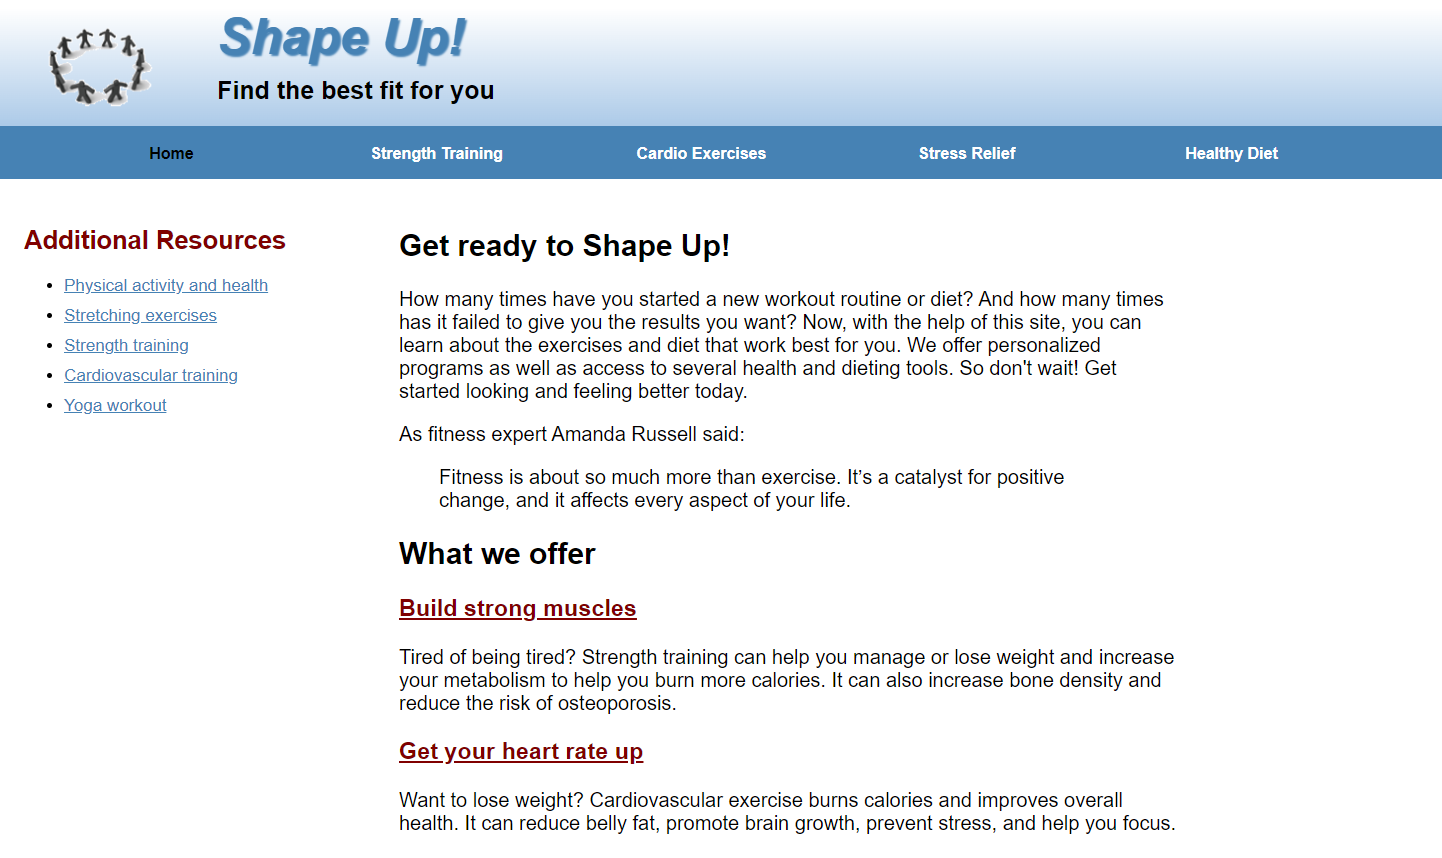 Shape Up!
Find the best fit for you
Home Strength Training Cardio Exercises Stress Relief Healthy Diet
Additional Resources
Physical activity and health
Stretching exercises
Strength training
Cardiovascular training
Yoga workout
Get ready to Shape Up!
How many times have you started a new workout routine or diet? And how many times
has it failed to give you the results you want? Now, with the help of this site, you can
learn about the exercises and diet that work best for you. We offer personalized
programs as well as access to several health and dieting tools. So don't wait! Get
started looking and feeling better today.
As fitness expert Amanda Russell said:
Fitness is about so much more than exercise. It’s a catalyst for positive
change, and it affects every aspect of your life.
What we offer
Build strong muscles
Tired of being tired? Strength training can help you manage or lose weight and increase
your metabolism to help you burn more calories. It can also increase bone density and
reduce the risk of osteoporosis.
Get your heart rate up
Want to lose weight? Cardiovascular exercise burns calories and improves overall
health. It can reduce belly fat, promote brain growth, prevent stress, and help you focus.